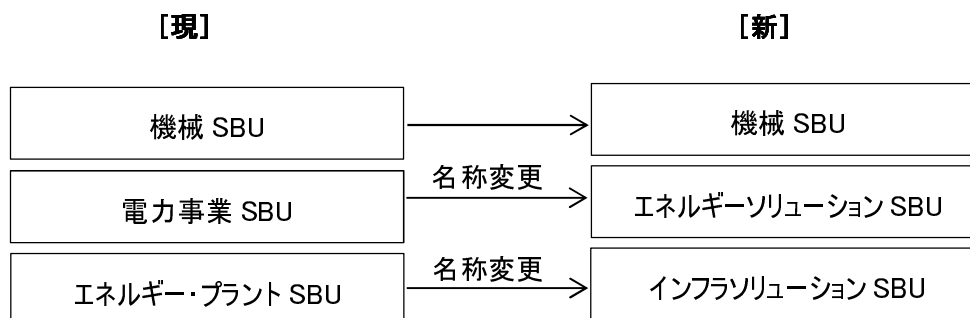 [現] [新]
機械 SBU 機械 SBU
名称変更
電力事業 SBU エネルギーソリューション SBU
名称変更
エネルギー・プラント SBU インフラソリューション SBU